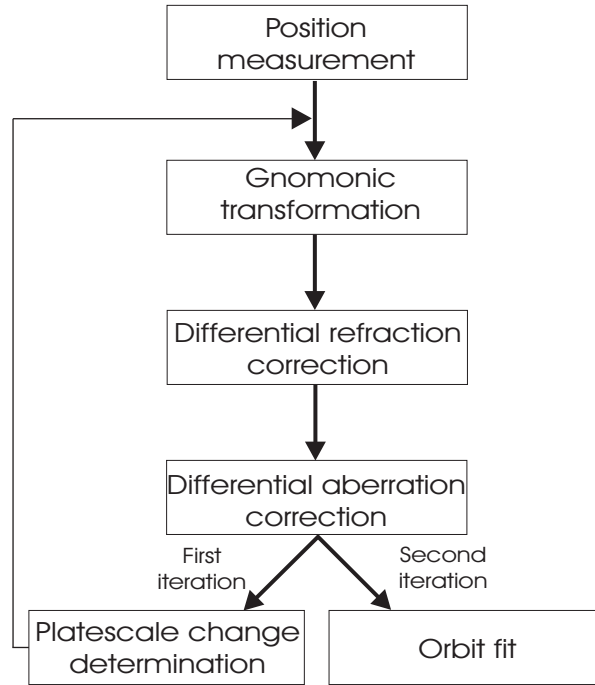 Position
measurement
Gnomonic
transformation
Differential refraction
correction
Differential aberration
correction
First
iteration
Second
iteration
Platescale change
determination
Orbit fit